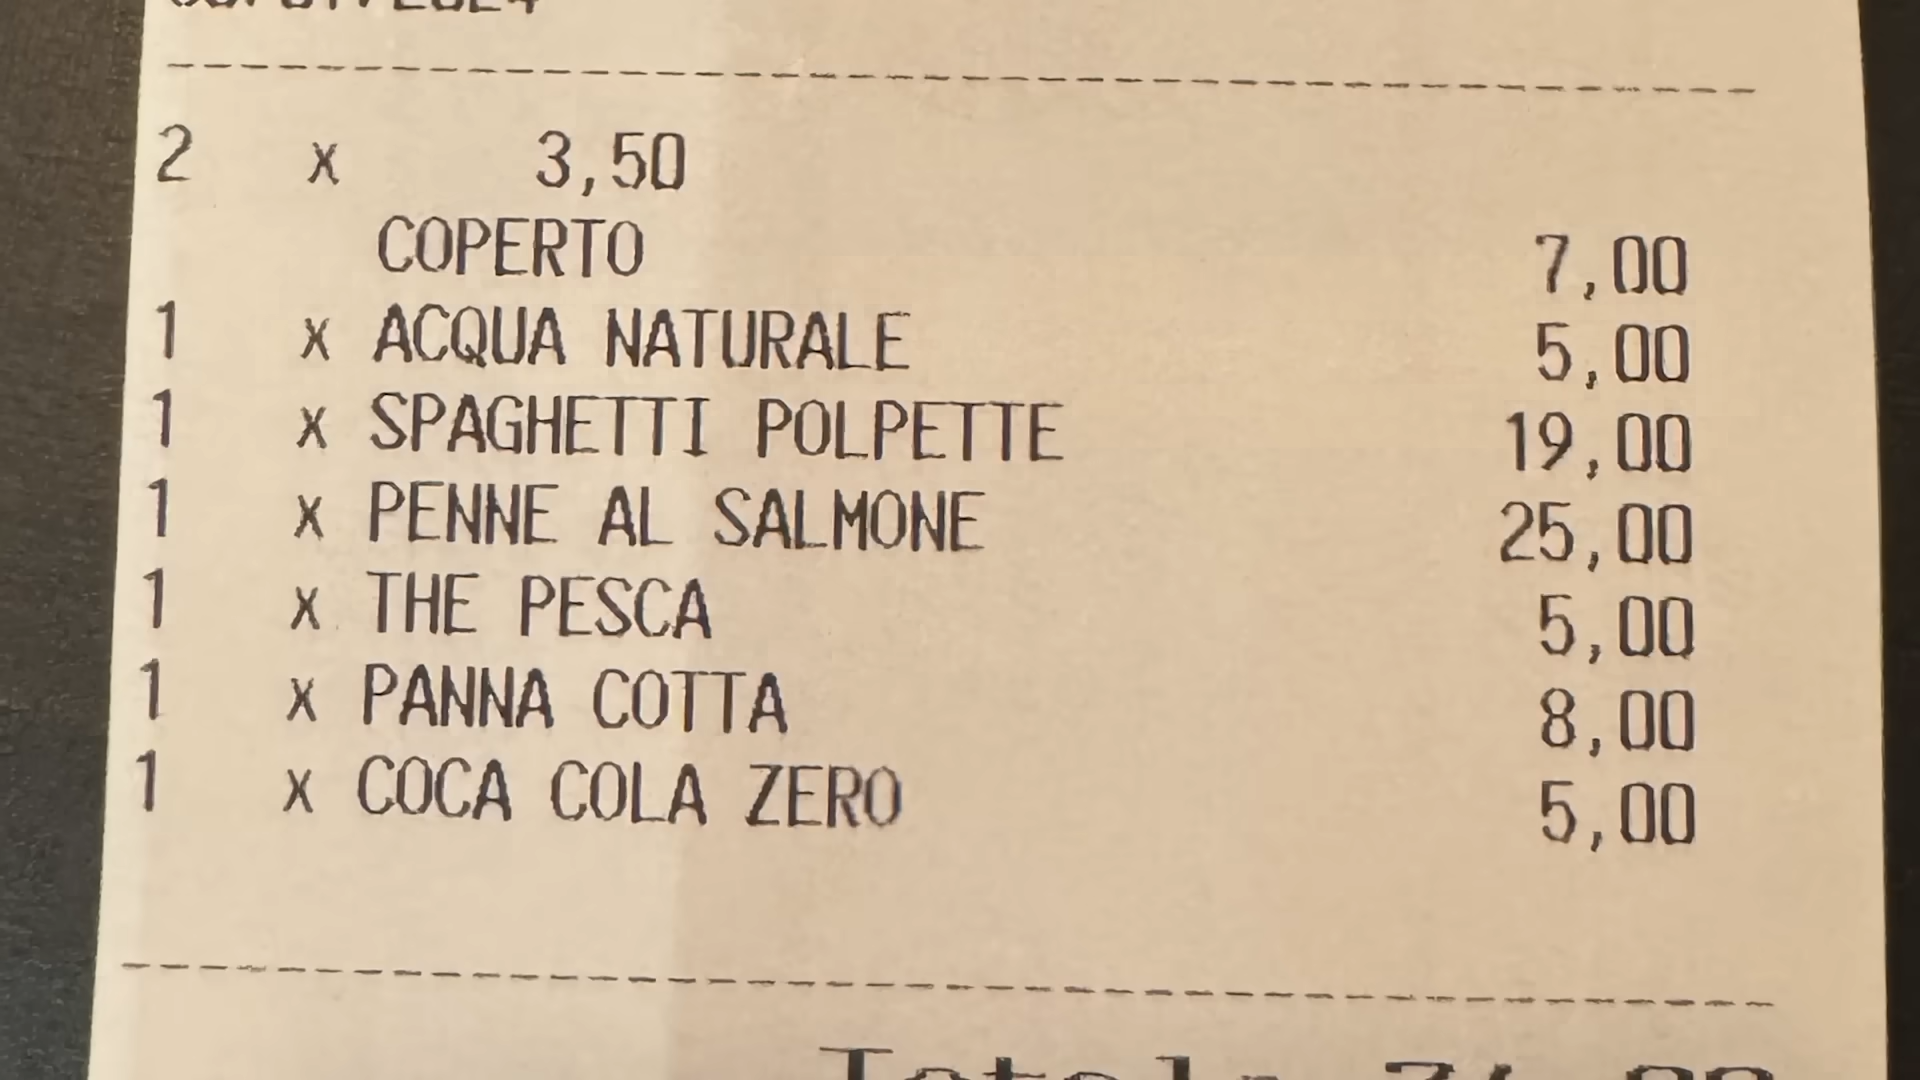 2 x 3,50
COPERTO 7,00
1 x ACQUA NATURALE 5,00
1 x SPAGHETTI POLPETTE 19,00
1 x PENNE AL SALMONE 25,00
1 x THE PESCA 5,00
1 x PANNA COTTA 8,00
1 x COCA COLA ZERO 5,00